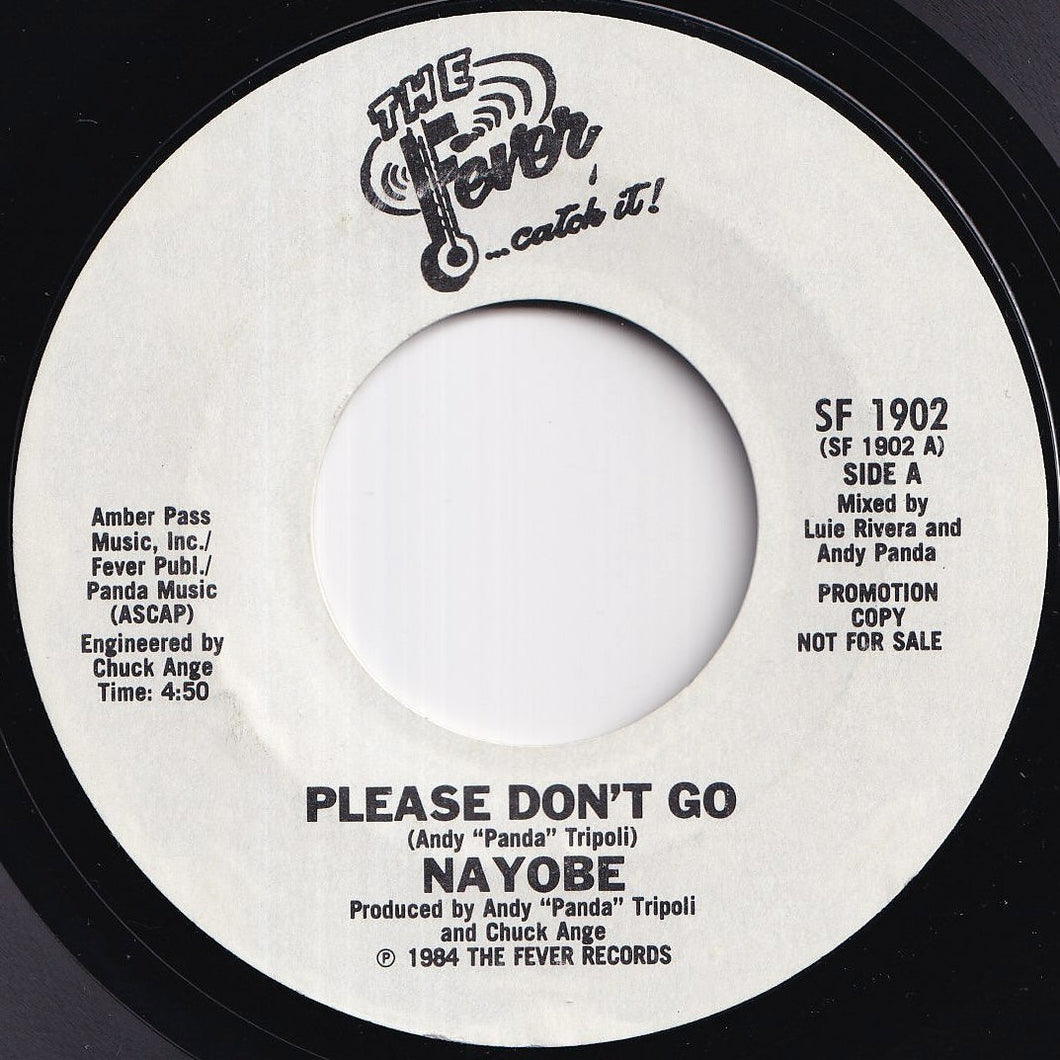 THE
Fever
...catch it!
SF 1902
(SF 1902 A)
SIDE A
Mixed by
Luie Rivera and
Andy Panda
PROMOTION
COPY
NOT FOR SALE
Amber Pass
Music, Inc./
Fever Publ./
Panda Music
(ASCAP)
Engineered by
Chuck Ange
Time: 4:50
PLEASE DON'T GO
(Andy "Panda" Tripoli)
NAYOBE
Produced by Andy "Panda" Tripoli
and Chuck Ange
℗ 1984 THE FEVER RECORDS